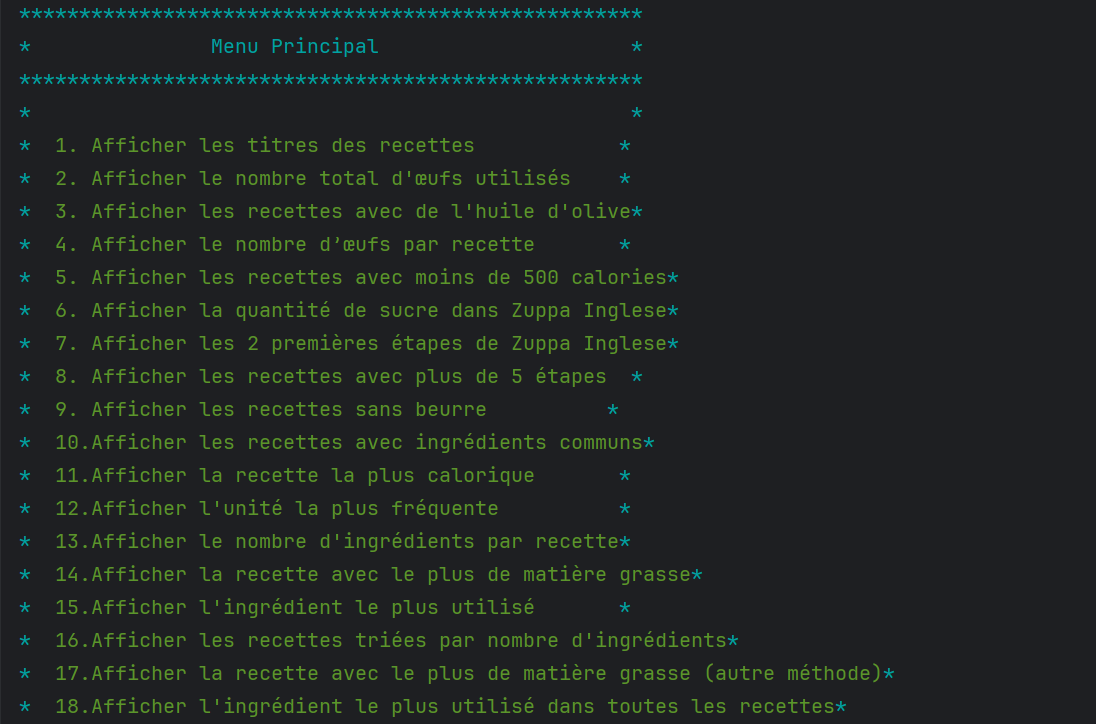 ****************************************************
*               Menu Principal                     *
****************************************************
*                                                  *
*  1. Afficher les titres des recettes            *
*  2. Afficher le nombre total d'œufs utilisés    *
*  3. Afficher les recettes avec de l'huile d'olive*
*  4. Afficher le nombre d’œufs par recette       *
*  5. Afficher les recettes avec moins de 500 calories*
*  6. Afficher la quantité de sucre dans Zuppa Inglese*
*  7. Afficher les 2 premières étapes de Zuppa Inglese*
*  8. Afficher les recettes avec plus de 5 étapes  *
*  9. Afficher les recettes sans beurre          *
*  10.Afficher les recettes avec ingrédients communs*
*  11.Afficher la recette la plus calorique       *
*  12.Afficher l'unité la plus fréquente          *
*  13.Afficher le nombre d'ingrédients par recette*
*  14.Afficher la recette avec le plus de matière grasse*
*  15.Afficher l'ingrédient le plus utilisé       *
*  16.Afficher les recettes triées par nombre d'ingrédients*
*  17.Afficher la recette avec le plus de matière grasse (autre méthode)*
*  18.Afficher l'ingrédient le plus utilisé dans toutes les recettes*